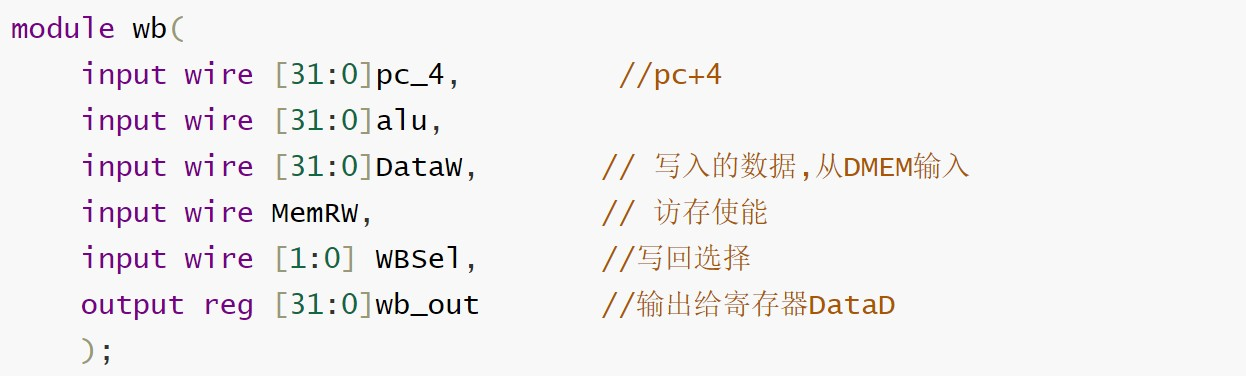 module wb(
    input wire [31:0]pc_4,         //pc+4
    input wire [31:0]alu,
    input wire [31:0]DataW,       // 写入的数据,从DMEM输入
    input wire MemRW,             // 访存使能
    input wire [1:0] WBSel,       //写回选择
    output reg [31:0]wb_out       //输出给寄存器DataD
    );